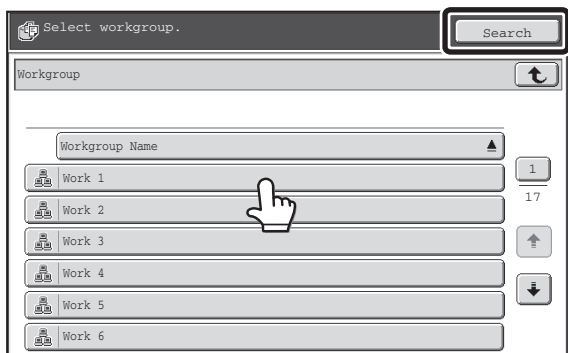 Select workgroup.
Search
Workgroup
Workgroup Name
Work 1
Work 2
Work 3
Work 4
Work 5
Work 6
1
17